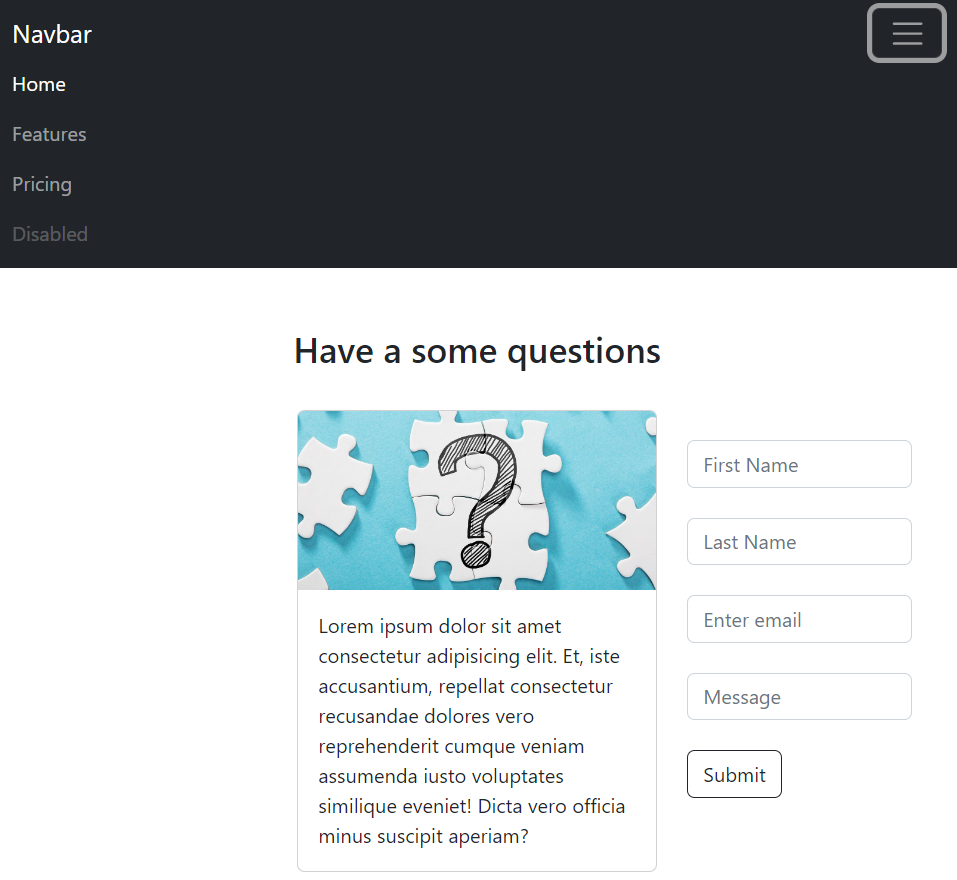 Navbar
Home
Features
Pricing
Disabled
Have a some questions
?
Lorem ipsum dolor sit amet
consectetur adipisicing elit. Et, iste
accusantium, repellat consectetur
recusandae dolores vero
reprehenderit cumque veniam
assumenda iusto voluptates
similique eveniet! Dicta vero officia
minus suscipit aperiam?
First Name
Last Name
Enter email
Message
Submit